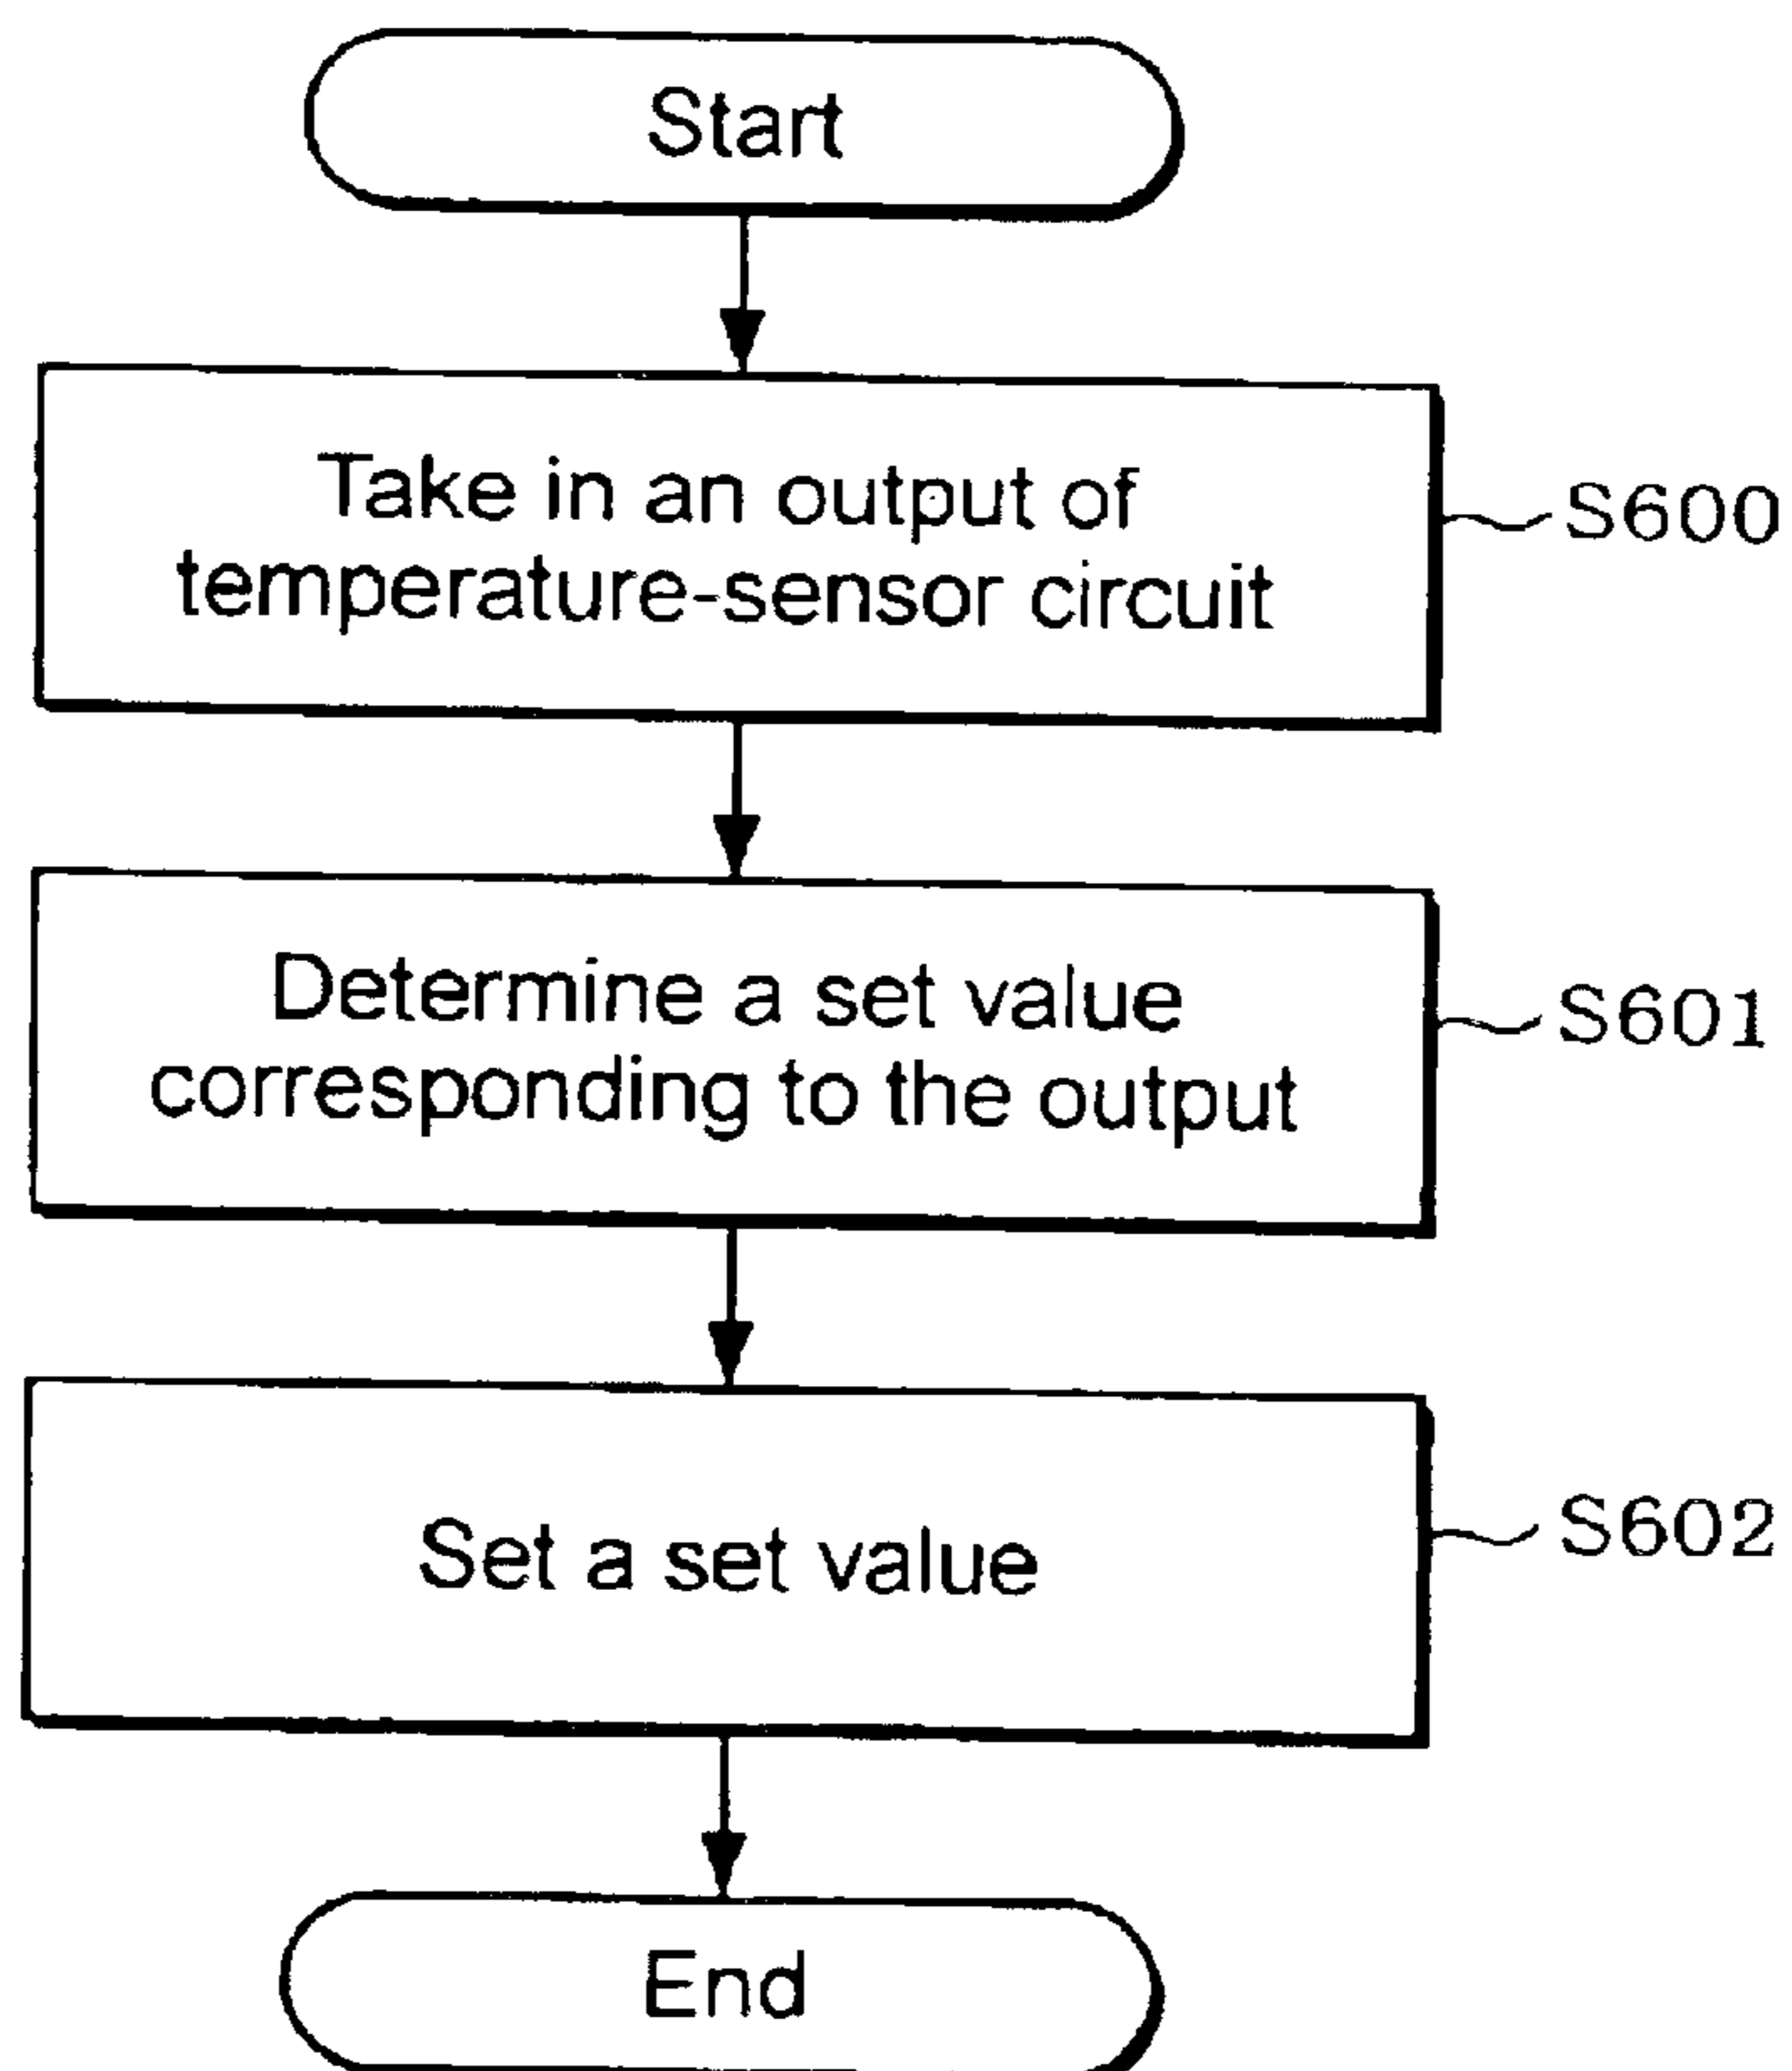 Start
Take in an output of
temperature-sensor circuit
S600
Determine a set value
corresponding to the output
S601
Set a set value
S602
End